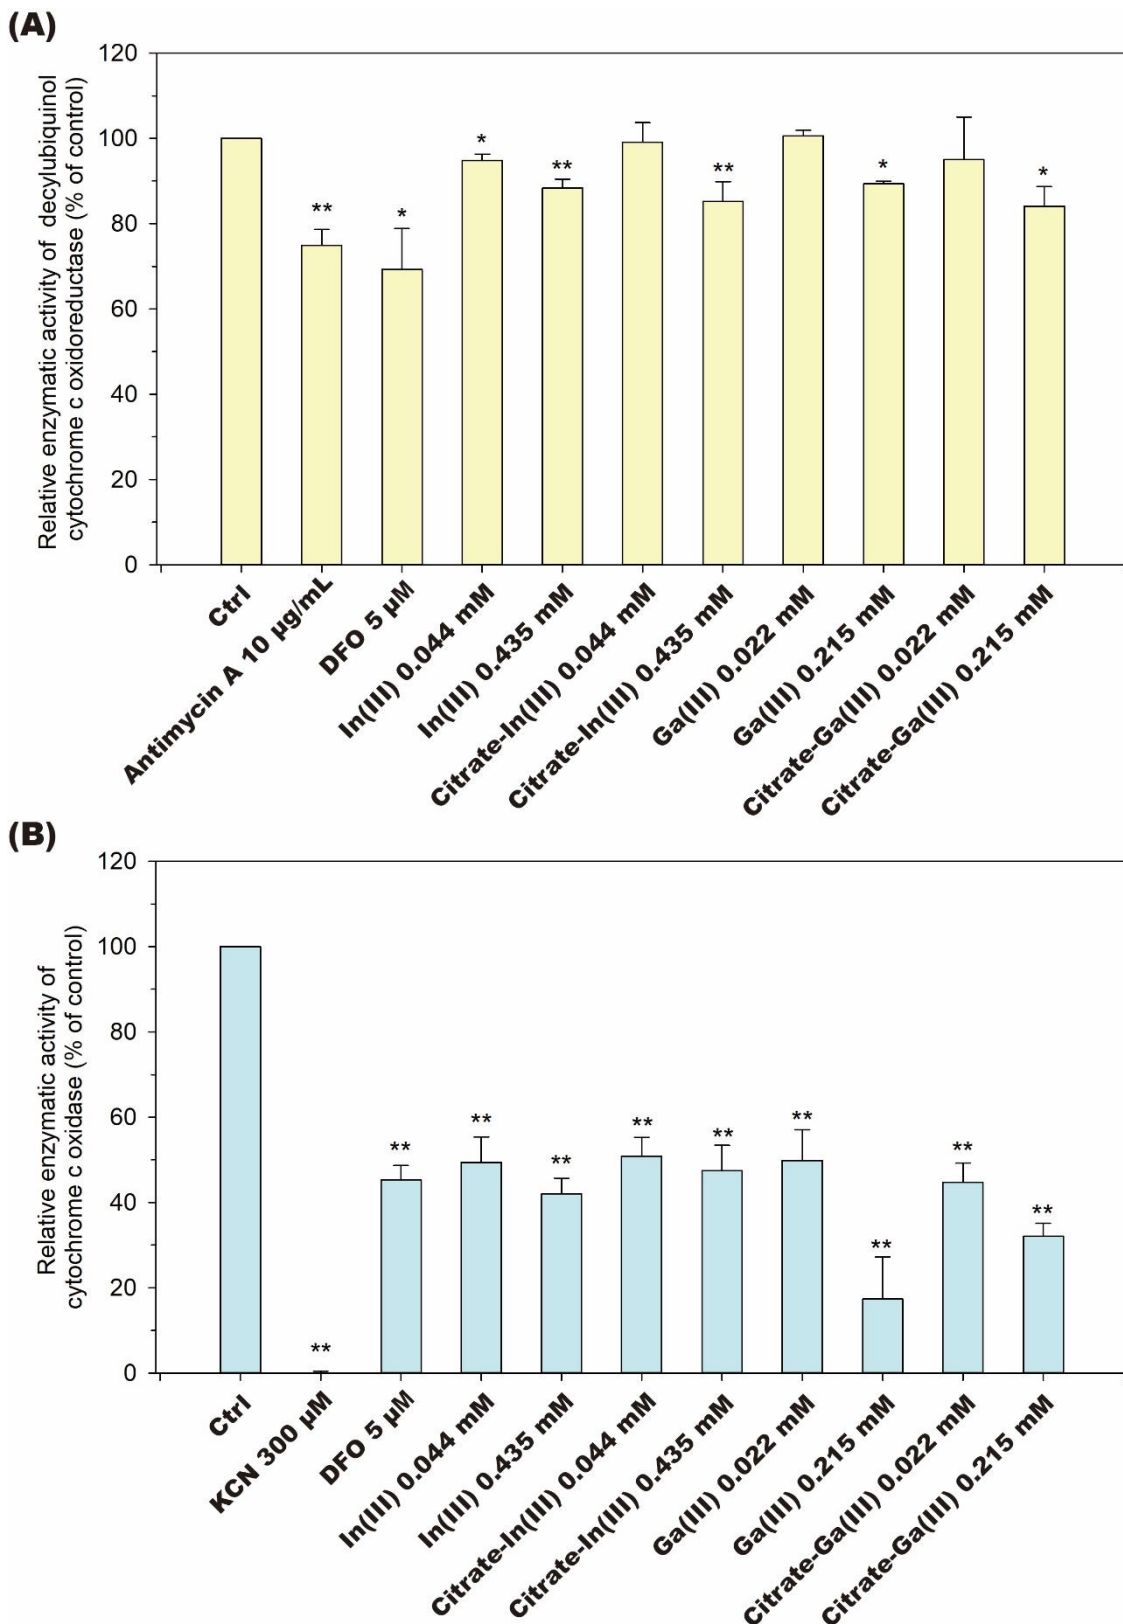 (A)
Relative enzymatic activity of decylubiquinol
cytochrome c oxidoreductase (% of control)
120
100
80
60
40
20
0
**
*
*
**
**
*
*
Ctrl
Antimycin A 10 µg/mL
DFO 5 µM
In(III) 0.044 mM
In(III) 0.435 mM
Citrate-In(III) 0.044 mM
Citrate-In(III) 0.435 mM
Ga(III) 0.022 mM
Ga(III) 0.215 mM
Citrate-Ga(III) 0.022 mM
Citrate-Ga(III) 0.215 mM
(B)
Relative enzymatic activity of
cytochrome c oxidase (% of control)
120
100
80
60
40
20
0
**
**
**
**
**
**
**
**
**
**
Ctrl
KCN 300 µM
DFO 5 µM
In(III) 0.044 mM
In(III) 0.435 mM
Citrate-In(III) 0.044 mM
Citrate-In(III) 0.435 mM
Ga(III) 0.022 mM
Ga(III) 0.215 mM
Citrate-Ga(III) 0.022 mM
Citrate-Ga(III) 0.215 mM